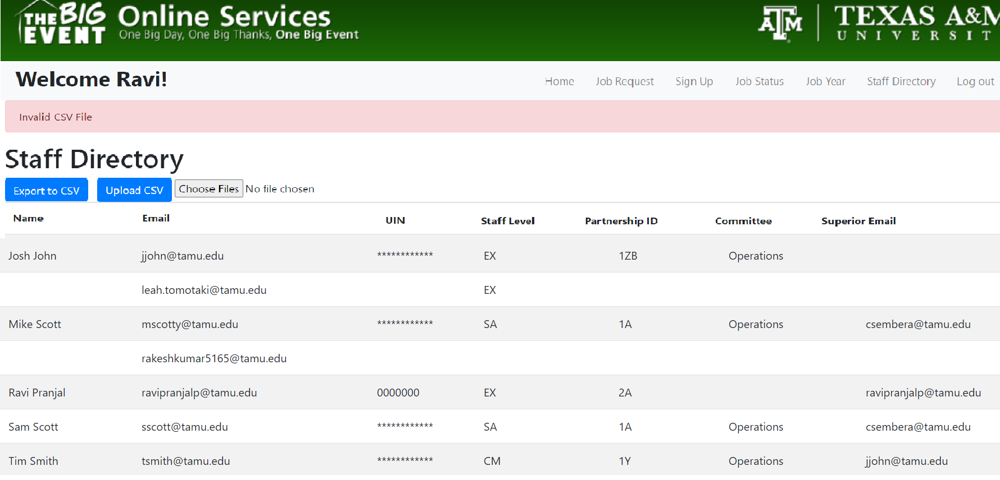 THE BIG EVENT Online Services
One Big Day, One Big Thanks, One Big Event
ATM TEXAS A&M
UNIVERSIT
Welcome Ravi!
Home Job Request Sign Up Job Status Job Year Staff Directory Log out
Invalid CSV File
Staff Directory
Export to CSV Upload CSV Choose Files No file chosen
Name Email UIN Staff Level Partnership ID Committee Superior Email
Josh John jjohn@tamu.edu ************ EX 1ZB Operations
leah.tomotaki@tamu.edu EX
Mike Scott mscotty@tamu.edu ************ SA 1A Operations csembera@tamu.edu
rakeshkumar5165@tamu.edu
Ravi Pranjal ravipranjalp@tamu.edu 0000000 EX 2A ravipranjalp@tamu.edu
Sam Scott sscott@tamu.edu ************ SA 1A Operations csembera@tamu.edu
Tim Smith tsmith@tamu.edu ************ CM 1Y Operations jjohn@tamu.edu